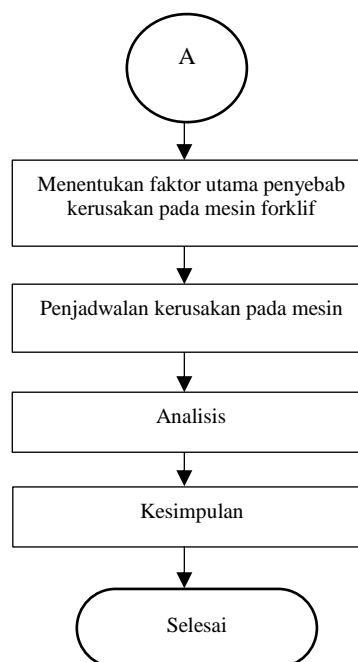 A
Menentukan faktor utama penyebab
kerusakan pada mesin forklif
Penjadwalan kerusakan pada mesin
Analisis
Kesimpulan
Selesai